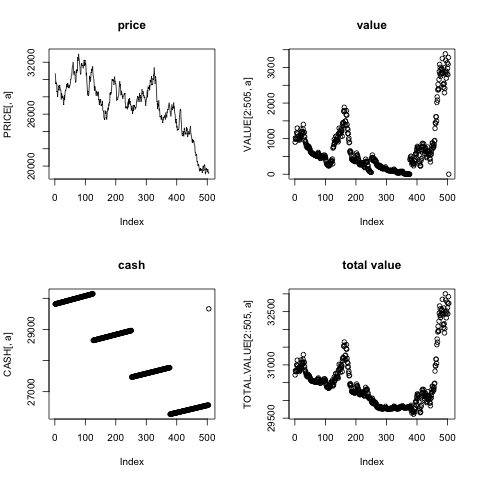 price
PRICE[, a]
32000
26000
20000
0 100 200 300 400 500
Index
value
VALUE[2:505, a]
3000
2000
1000
0
0 100 200 300 400 500
Index
cash
CASH[, a]
29000
27000
0 100 200 300 400 500
Index
total value
TOTAL.VALUE[2:505, a]
32500
31000
29500
0 100 200 300 400 500
Index